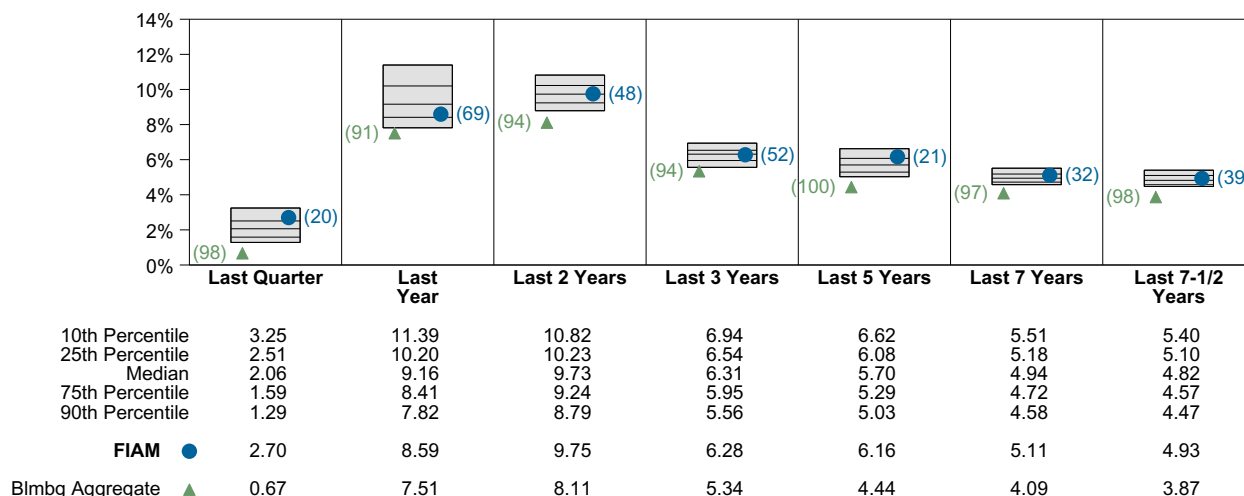 14%
12%
10%
8%
6%
4%
2%
0%
(98) (20)
(91) (69)
(94) (48)
(94) (52)
(100) (21)
(97) (32)
(98) (39
Last Quarter Last Last 2 Years Last 3 Years Last 5 Years Last 7 Years Last 7-1/2
Year Years
10th Percentile 3.25 11.39 10.82 6.94 6.62 5.51 5.40
25th Percentile 2.51 10.20 10.23 6.54 6.08 5.18 5.10
Median 2.06 9.16 9.73 6.31 5.70 4.94 4.82
75th Percentile 1.59 8.41 9.24 5.95 5.29 4.72 4.57
90th Percentile 1.29 7.82 8.79 5.56 5.03 4.58 4.47
FIAM 2.70 8.59 9.75 6.28 6.16 5.11 4.93
Blmbg Aggregate 0.67 7.51 8.11 5.34 4.44 4.09 3.87